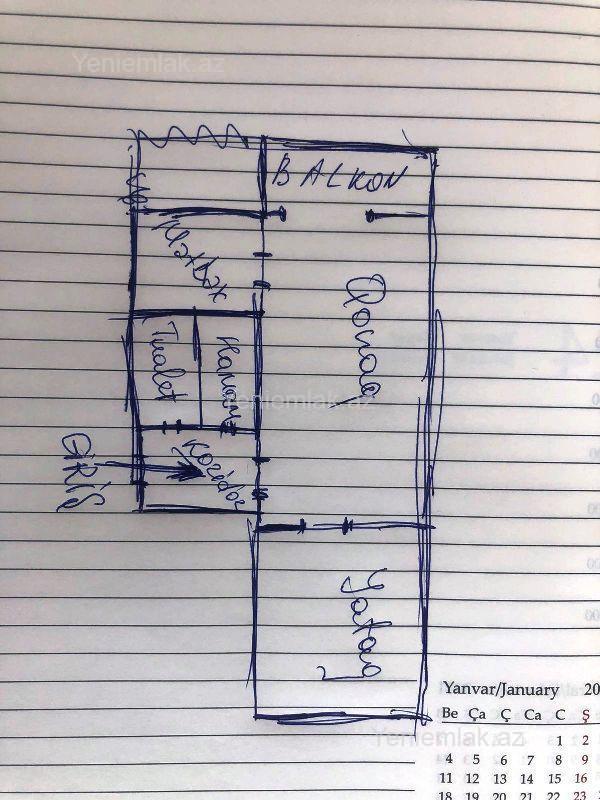 Yeniemlak.az
BALKON
Mətbəx
Qonaq
Tualet
Hamam
Yeniemlak.az
Koridor
GİRİŞ
Yataq
Yanvar/January 20
Be Ça Ç Ca C Ş
1 2
Yeniemlak.az
4 5 6 7 8 9
11 12 13 14 15 16
18 19 20 21 22 23